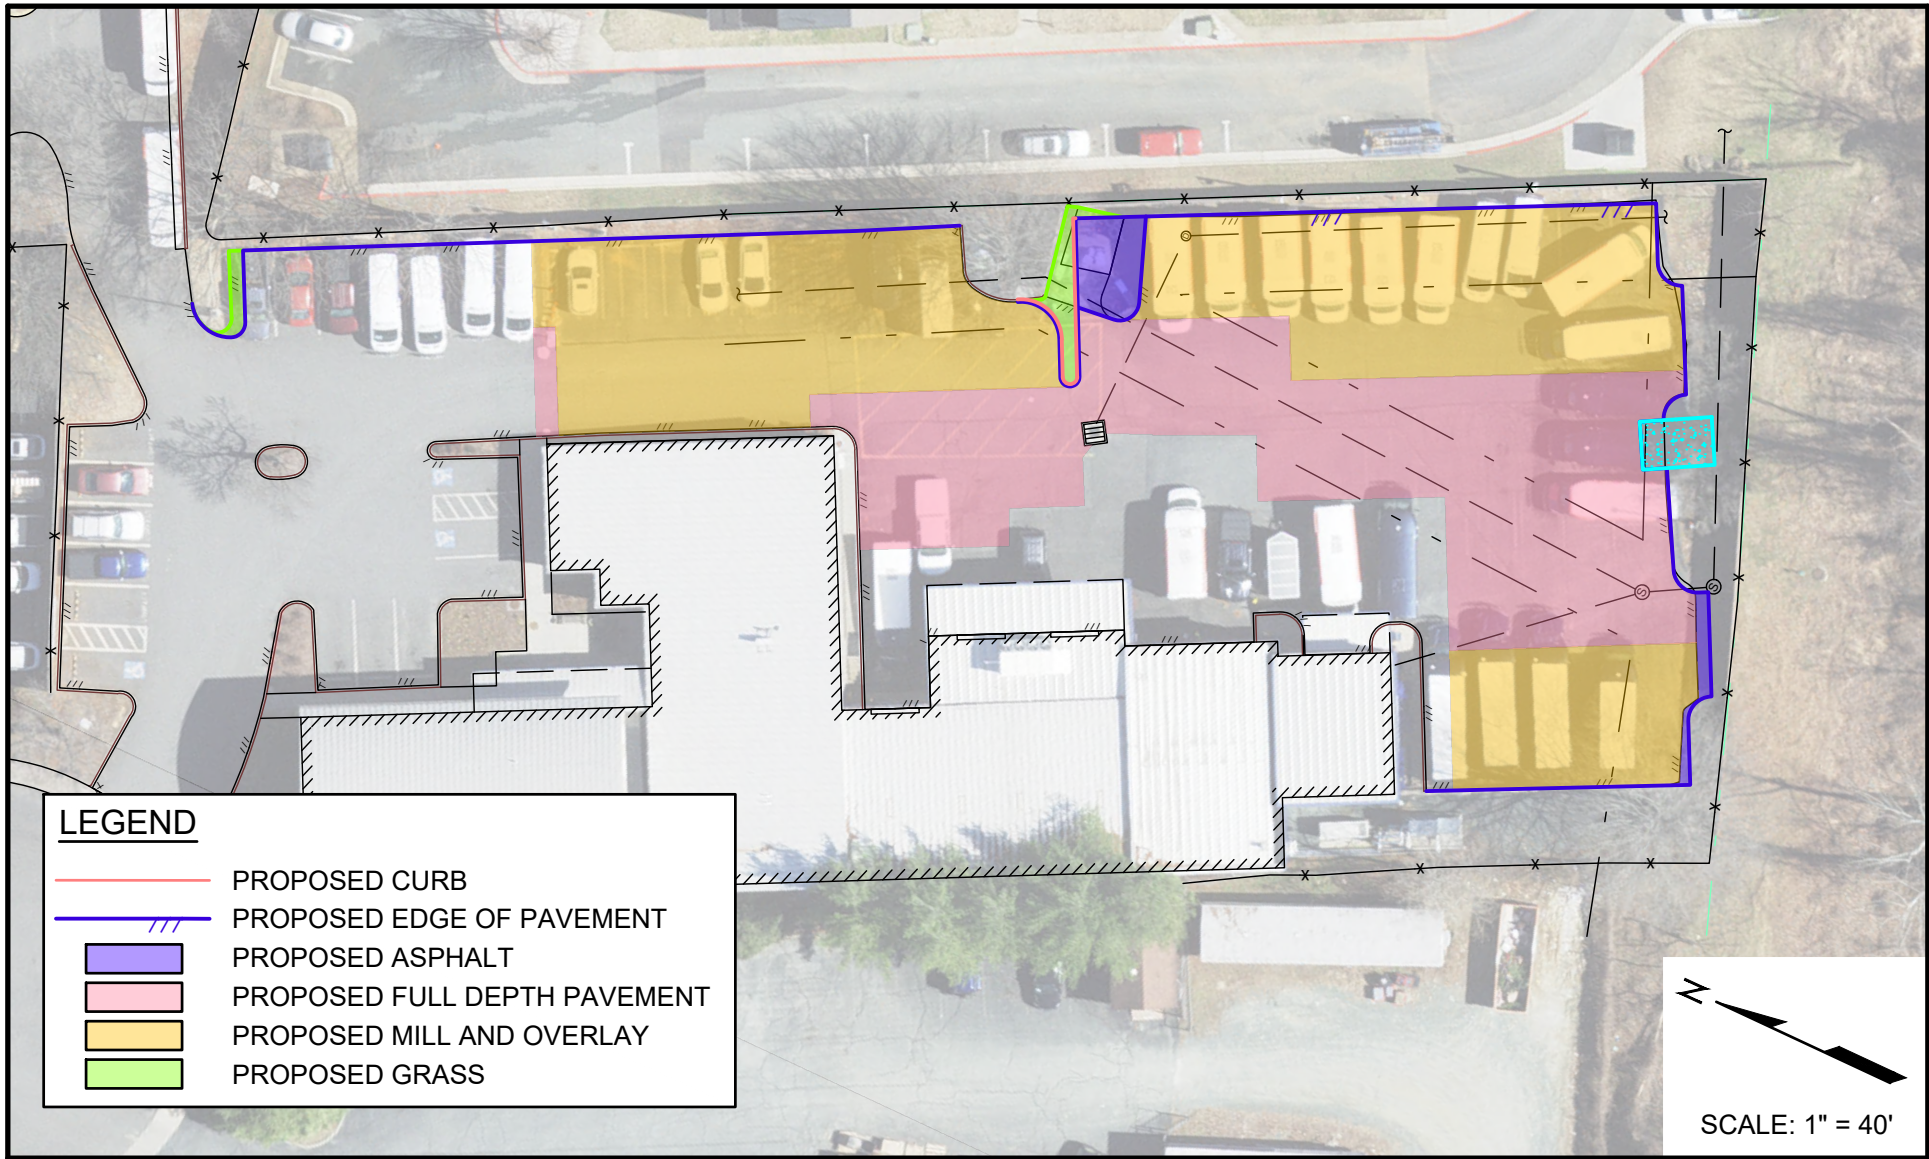 LEGEND
PROPOSED CURB
PROPOSED EDGE OF PAVEMENT
PROPOSED ASPHALT
PROPOSED FULL DEPTH PAVEMENT
PROPOSED MILL AND OVERLAY
PROPOSED GRASS
N
SCALE: 1" = 40'
S
S